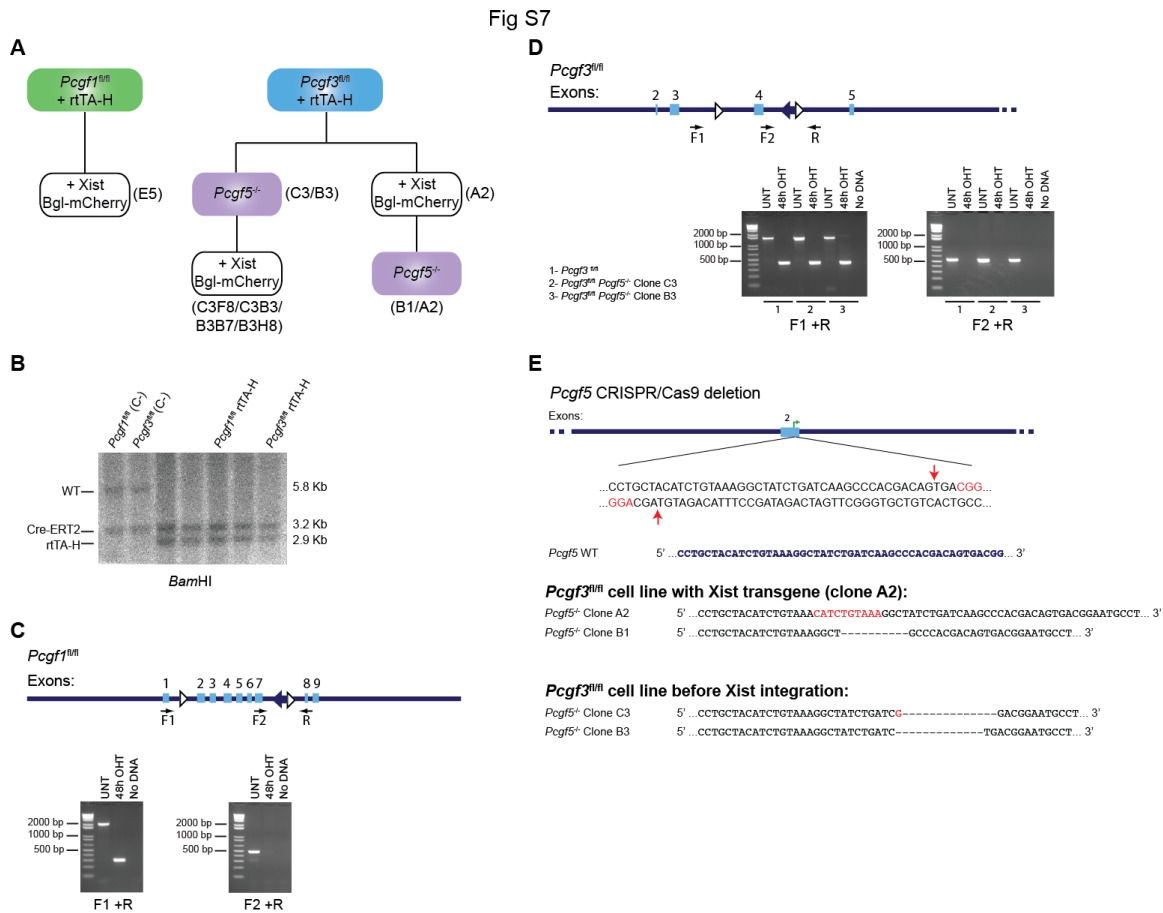 Fig S7
A
Pcgf1fl/fl
+ rtTA-H
Pcgf3fl/fl
+ rtTA-H
+ Xist
Bgl-mCherry
(E5)
Pcgf5-/-
(C3/B3)
+ Xist
Bgl-mCherry
(A2)
+ Xist
Bgl-mCherry
(C3F8/C3B3/
B3B7/B3H8)
Pcgf5-/-
(B1/A2)
B
Pcgf1fl/fl (C-)
Pcgf3fl/fl (C-)
Pcgf1fl/fl rtTA-H
Pcgf3fl/fl rtTA-H
WT
5.8 Kb
Cre-ERT2
3.2 Kb
rtTA-H
2.9 Kb
BamHI
C
Pcgf1fl/fl
Exons:
1 2 3 4 5 6 7 8 9
F1 F2 R
UNT 48h OHT No DNA
2000 bp
1000 bp
500 bp
F1 +R
UNT 48h OHT No DNA
2000 bp
1000 bp
500 bp
F2 +R
D
Pcgf3fl/fl
Exons:
2 3 4 5
F1 F2 R
UNT 48h OHT UNT 48h OHT UNT 48h OHT No DNA
2000 bp
1000 bp
500 bp
1 2 3
F1 +R
UNT 48h OHT UNT 48h OHT UNT 48h OHT No DNA
2000 bp
1000 bp
500 bp
1 2 3
F2 +R
1- Pcgf3 fl/fl
2- Pcgf3fl/fl Pcgf5-/- Clone C3
3- Pcgf3fl/fl Pcgf5-/- Clone B3
E
Pcgf5 CRISPR/Cas9 deletion
Exons:
2
...CCTGCTACATCTGTAAAGGCTATCTGATCAAGCCCACGACAGTGACGG...
...GGACGATGTAGACATTTCCGATAGACTAGTTCGGGTGCTGTCACTGCC...
Pcgf5 WT 5' ...CCTGCTACATCTGTAAAGGCTATCTGATCAAGCCCACGACAGTGACGG... 3'
Pcgf3fl/fl cell line with Xist transgene (clone A2):
Pcgf5-/- Clone A2 5' ...CCTGCTACATCTGTAAACATCTGTAAAGGCTATCTGATCAAGCCCACGACAGTGACGGAATGCCT... 3'
Pcgf5-/- Clone B1 5' ...CCTGCTACATCTGTAAAGGCT----------GCCCACGACAGTGACGGAATGCCT... 3'
Pcgf3fl/fl cell line before Xist integration:
Pcgf5-/- Clone C3 5' ...CCTGCTACATCTGTAAAGGCTATCTGATCG--------------GACGGAATGCCT... 3'
Pcgf5-/- Clone B3 5' ...CCTGCTACATCTGTAAAGGCTATCTGATC-------------TGACGGAATGCCT... 3'